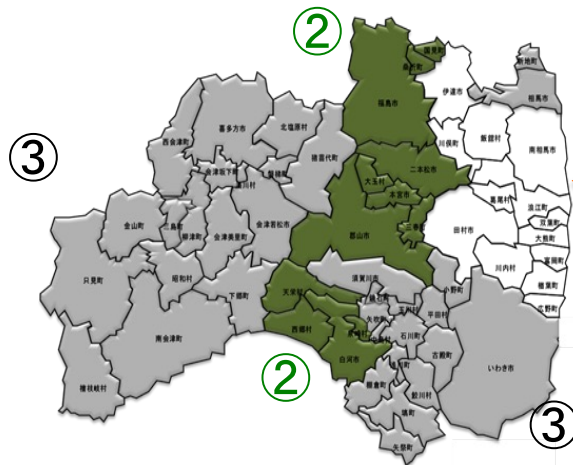 ②
国見町
桑折町
新地町
相馬市
伊達市
福島市
喜多方市
北塩原村
西会津町
猪苗代町
川俣町
飯舘村
南相馬市
③
会津坂下町
磐梯町
湯川村
二本松市
大玉村
本宮市
葛尾村
浪江町
双葉町
大熊町
金山町
三島町
柳津町
会津美里町
会津若松市
郡山市
三春町
田村市
富岡町
川内村
楢葉町
広野町
只見町
昭和村
下郷町
天栄村
須賀川市
小野町
鏡石町
玉川村
平田村
西郷村
矢吹町
石川町
古殿町
南会津町
白河市
いわき市
檜枝岐村
②
棚倉町
鮫川村
塙町
矢祭町
③